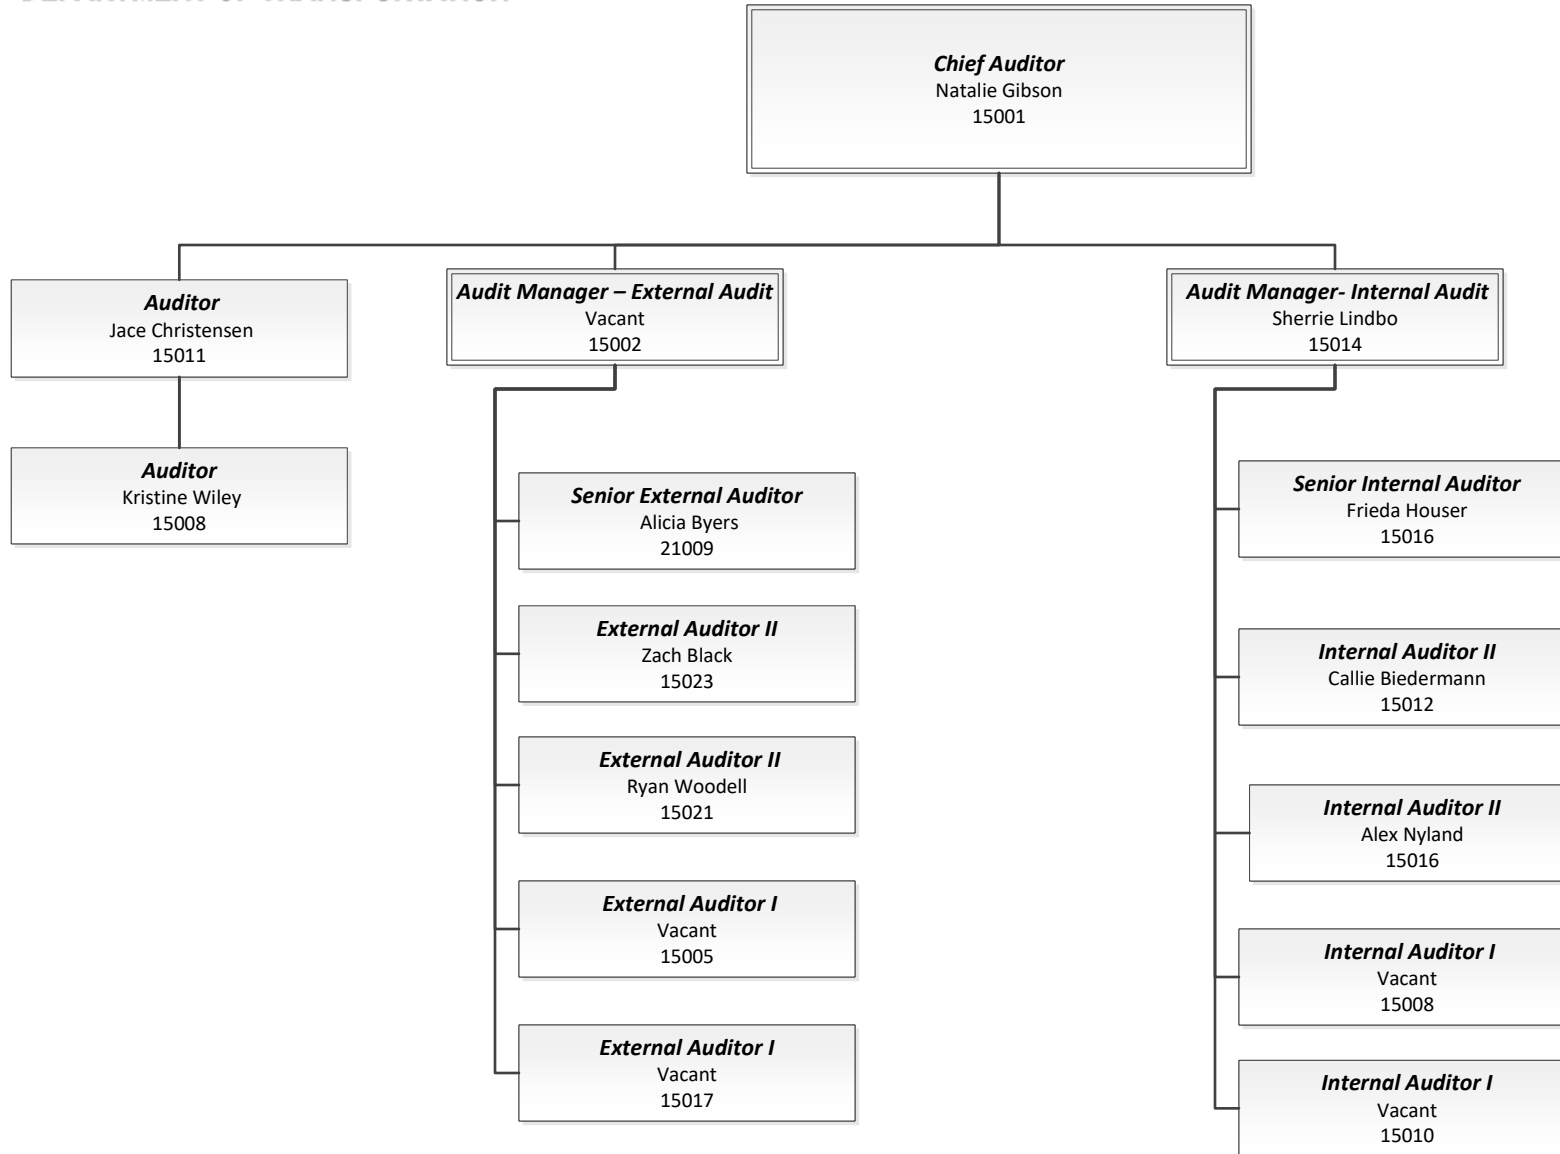 Chief Auditor
Natalie Gibson
15001
Auditor
Jace Christensen
15011
Auditor
Kristine Wiley
15008
Audit Manager – External Audit
Vacant
15002
Senior External Auditor
Alicia Byers
21009
External Auditor II
Zach Black
15023
External Auditor II
Ryan Woodell
15021
External Auditor I
Vacant
15005
External Auditor I
Vacant
15017
Audit Manager- Internal Audit
Sherrie Lindbo
15014
Senior Internal Auditor
Frieda Houser
15016
Internal Auditor II
Callie Biedermann
15012
Internal Auditor II
Alex Nyland
15016
Internal Auditor I
Vacant
15008
Internal Auditor I
Vacant
15010